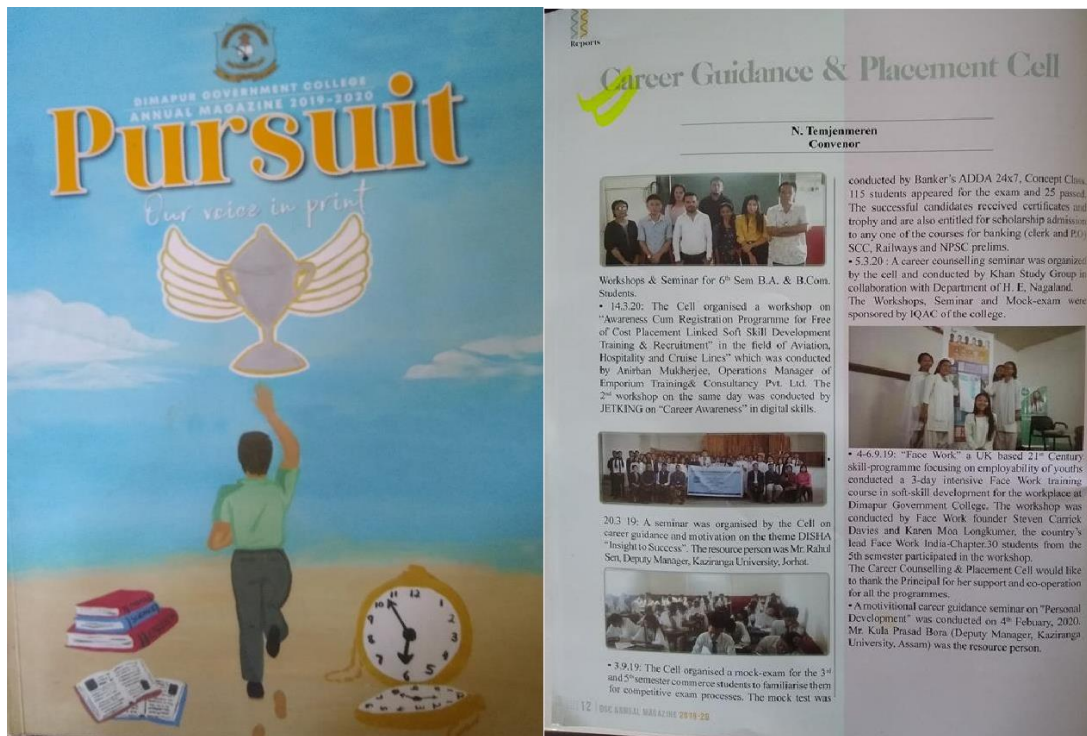 DIMAPUR GOVERNMENT COLLEGE
ANNUAL MAGAZINE 2019-2020
Pursuit
Our voice in print
Reports
Career Guidance & Placement Cell
N. Temjenmeren
Convenor
Workshops & Seminar for 6th Sem B.A. & B.Com.
Students.
• 14.3.20: The Cell organised a workshop on
"Awareness Cum Registration Programme for Free
of Cost Placement Linked Soft Skill Development
Training & Recruitment" in the field of Aviation,
Hospitality and Cruise Lines" which was conducted
by Anirban Mukherjee, Operations Manager of
Emporium Training& Consultancy Pvt. Ltd. The
2nd workshop on the same day was conducted by
JETKING on "Career Awareness" in digital skills.
20.3 19: A seminar was organised by the Cell on
career guidance and motivation on the theme DISHA
"Insight to Success". The resource person was Mr. Rahul
Sen, Deputy Manager, Kaziranga University, Jorhat.
• 3.9.19: The Cell organised a mock-exam for the 3rd
and 5th semester commerce students to familiarise them
for competitive exam processes. The mock test was
conducted by Banker's ADDA 24x7, Concept Class.
115 students appeared for the exam and 25 passed.
The successful candidates received certificates and
trophy and are also entitled for scholarship admission
to any one of the courses for banking (clerk and P.O)
SCC, Railways and NPSC prelims.
• 5.3.20 : A career counselling seminar was organized
by the cell and conducted by Khan Study Group in
collaboration with Department of H. E, Nagaland.
The Workshops, Seminar and Mock-exam were
sponsored by IQAC of the college.
• 4-6.9.19: "Face Work" a UK based 21st Century
skill-programme focusing on employability of youths
conducted a 3-day intensive Face Work training
course in soft-skill development for the workplace at
Dimapur Government College. The workshop was
conducted by Face Work founder Steven Carrick
Davies and Karen Moa Longkumer, the country's
lead Face Work India-Chapter.30 students from the
5th semester participated in the workshop.
The Career Counselling & Placement Cell would like
to thank the Principal for her support and co-operation
for all the programmes.
• A motivitional career guidance seminar on "Personal
Development" was conducted on 4th Febuary, 2020.
Mr. Kula Prasad Bora (Deputy Manager, Kaziranga
University, Assam) was the resource person.
12 | DGC ANNUAL MAGAZINE 2019-20